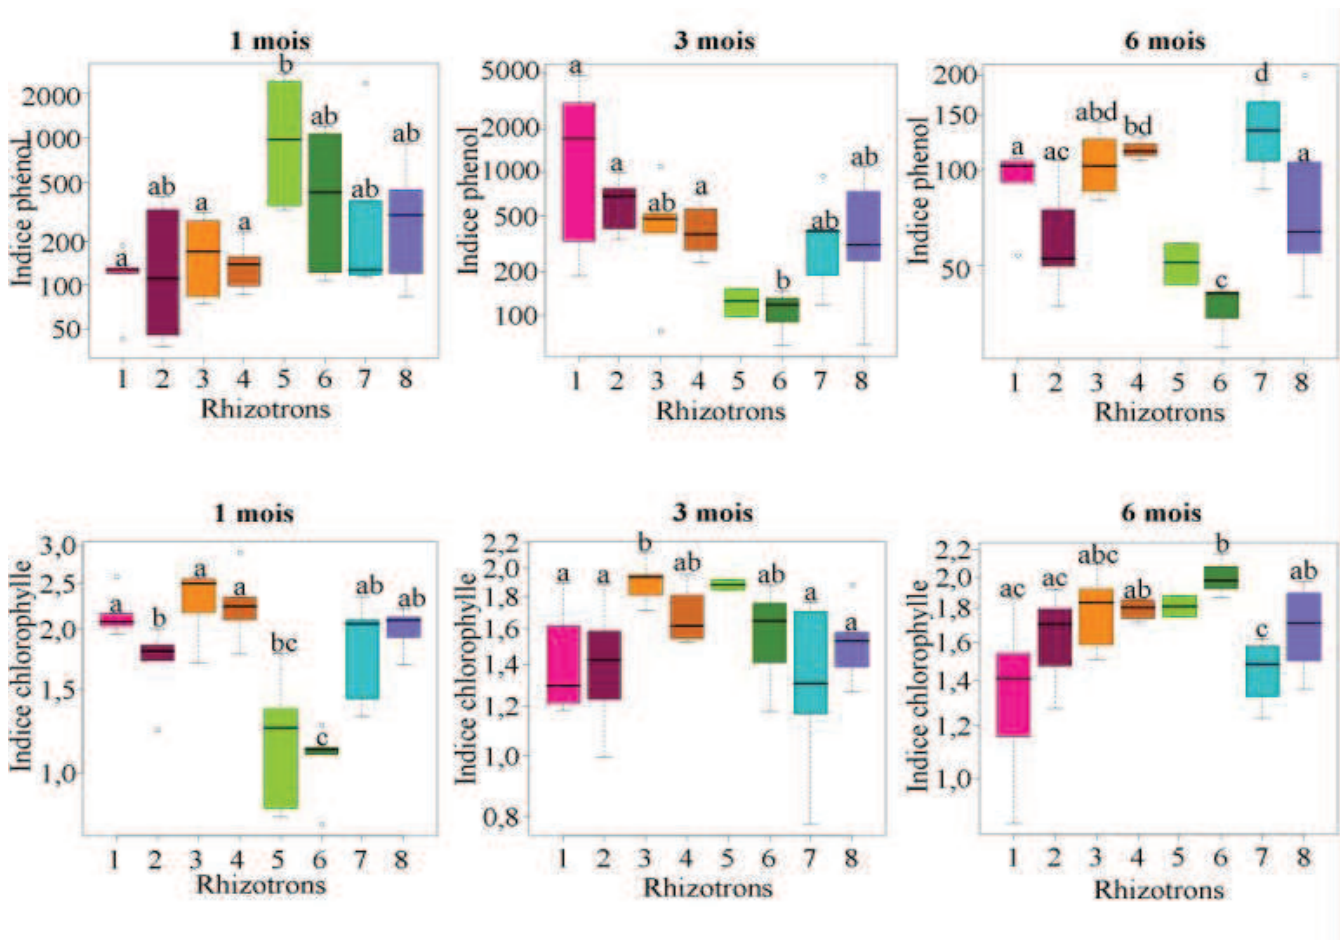 1 mois
3 mois
6 mois
Indice phénol
2000
1000
500
200
100
50
a
ab
a
a
b
ab
ab
ab
1 2 3 4 5 6 7 8
Rhizotrons
Indice phenol
5000
2000
1000
500
200
100
a
a
ab
a
b
ab
ab
1 2 3 4 5 6 7 8
Rhizotrons
Indice phenol
200
150
100
50
a
ac
abd
bd
c
d
a
1 2 3 4 5 6 7 8
Rhizotrons
1 mois
3 mois
6 mois
Indice chlorophylle
3,0
2,5
2,0
1,5
1,0
a
b
a
a
bc
c
ab
ab
1 2 3 4 5 6 7 8
Rhizotrons
Indice chlorophylle
2,2
2,0
1,8
1,6
1,4
1,2
1,0
0,8
a
a
b
ab
ab
a
a
1 2 3 4 5 6 7 8
Rhizotrons
Indice chlorophylle
2,2
2,0
1,8
1,6
1,4
1,2
1,0
ac
ac
abc
ab
b
c
ab
1 2 3 4 5 6 7 8
Rhizotrons